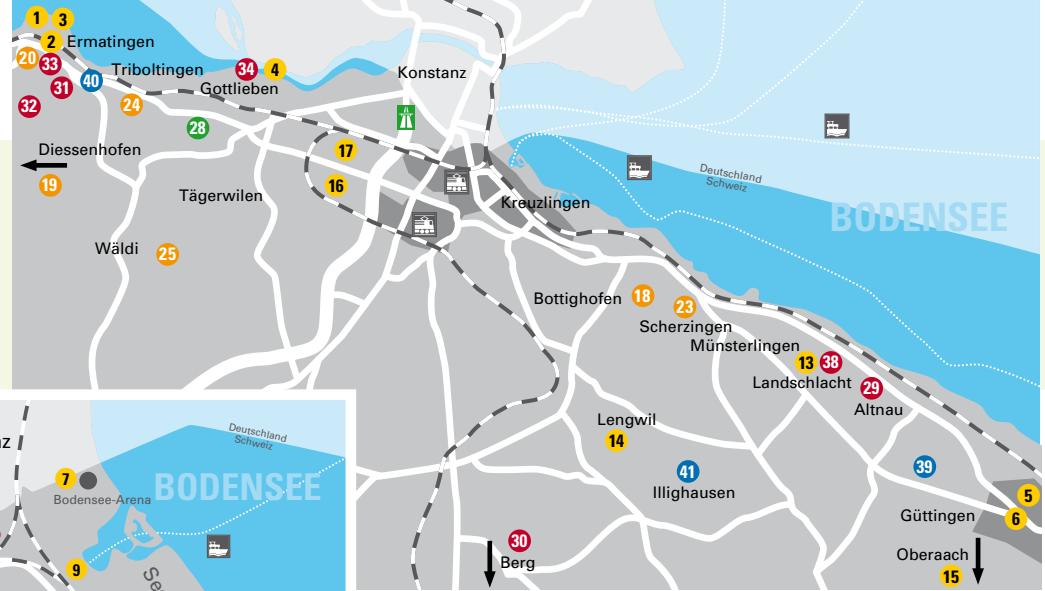 1
3
2
Ermatingen
20
33
31
40
Triboltingen
34
4
Gottlieben
Konstanz
32
24
28
Diessenhofen
17
19
16
Tägerwilen
Kreuzlingen
Deutschland
Schweiz
BODENSEE
Wäldi
25
Bottighofen
18
23
Scherzingen
Münsterlingen
13
38
Landschlacht
29
Altnau
Lengwil
14
41
Illighausen
39
5
Güttingen
6
30
Berg
Oberaach
15
nz
Deutschland
Schweiz
7
Bodensee-Arena
BODENSEE
9
See